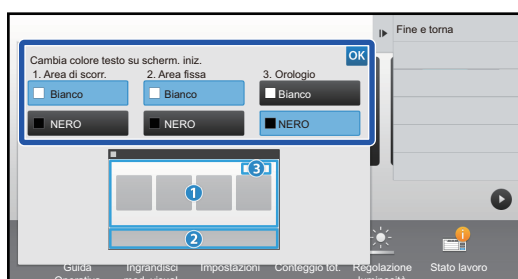 Fine e torna
OK
Cambia colore testo su scherm. iniz.
1. Area di scorr. 2. Area fissa 3. Orologio
Bianco Bianco Bianco
NERO NERO NERO
3
1
2
Guida Ingrandisci Impostazioni Conteggio tot. Regolazione Stato lavoro